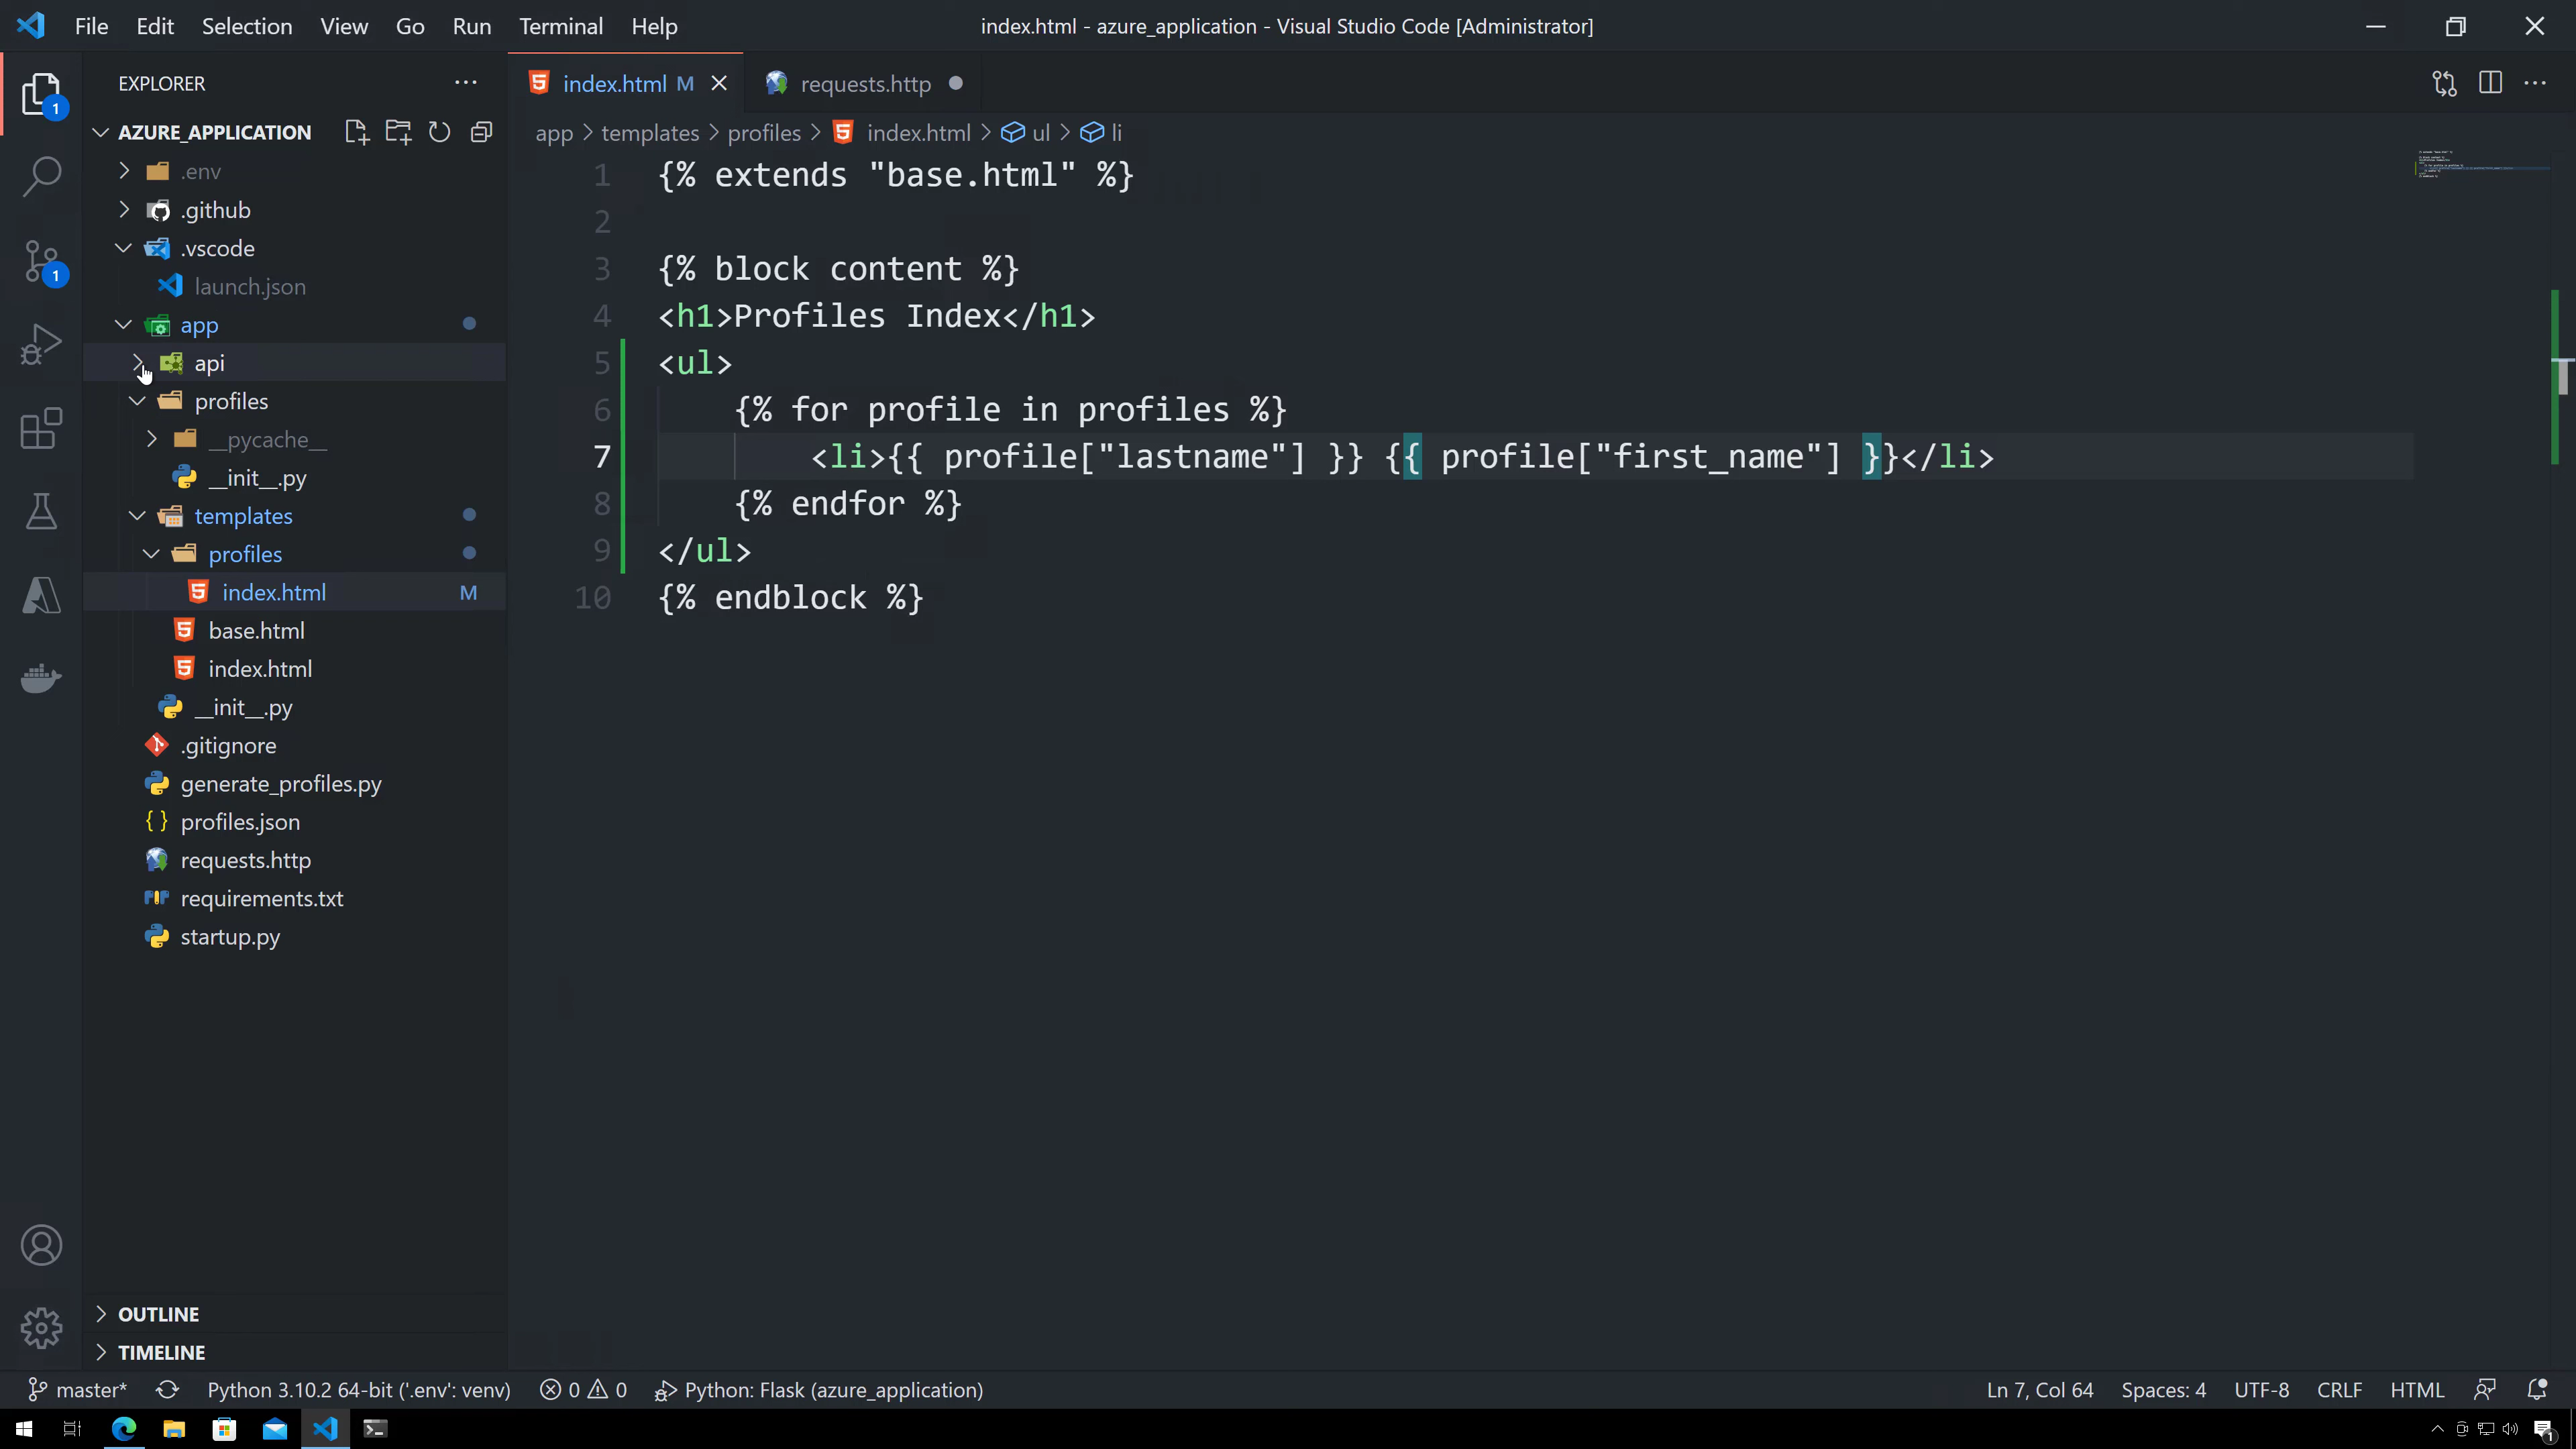 File Edit Selection View Go Run Terminal Help
index.html - azure_application - Visual Studio Code [Administrator]
EXPLORER
index.html M
requests.http
AZURE_APPLICATION
app > templates > profiles > index.html > ul > li
.env
.github
.vscode
launch.json
app
api
profiles
__pycache__
__init__.py
templates
profiles
index.html M
base.html
index.html
__init__.py
.gitignore
generate_profiles.py
profiles.json
requests.http
requirements.txt
startup.py
1 {% extends "base.html" %}
2
3 {% block content %}
4 <h1>Profiles Index</h1>
5 <ul>
6 {% for profile in profiles %}
7 <li>{{ profile["lastname"] }} {{ profile["first_name"] }}</li>
8 {% endfor %}
9 </ul>
10 {% endblock %}
1
1
OUTLINE
TIMELINE
master* Python 3.10.2 64-bit ('.env': venv) 0 0 Python: Flask (azure_application)
Ln 7, Col 64 Spaces: 4 UTF-8 CRLF HTML
1